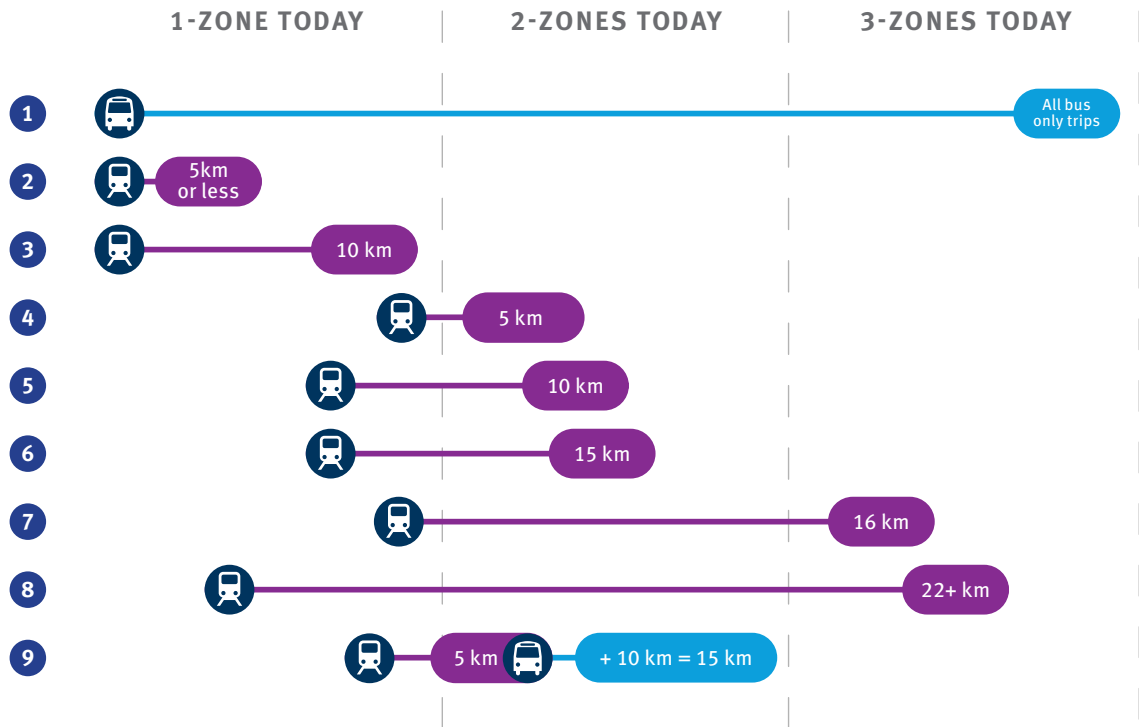 1-ZONE TODAY
2-ZONES TODAY
3-ZONES TODAY
1
All bus
only trips
2
5km
or less
3
10 km
4
5 km
5
10 km
6
15 km
7
16 km
8
22+ km
9
5 km
+ 10 km = 15 km